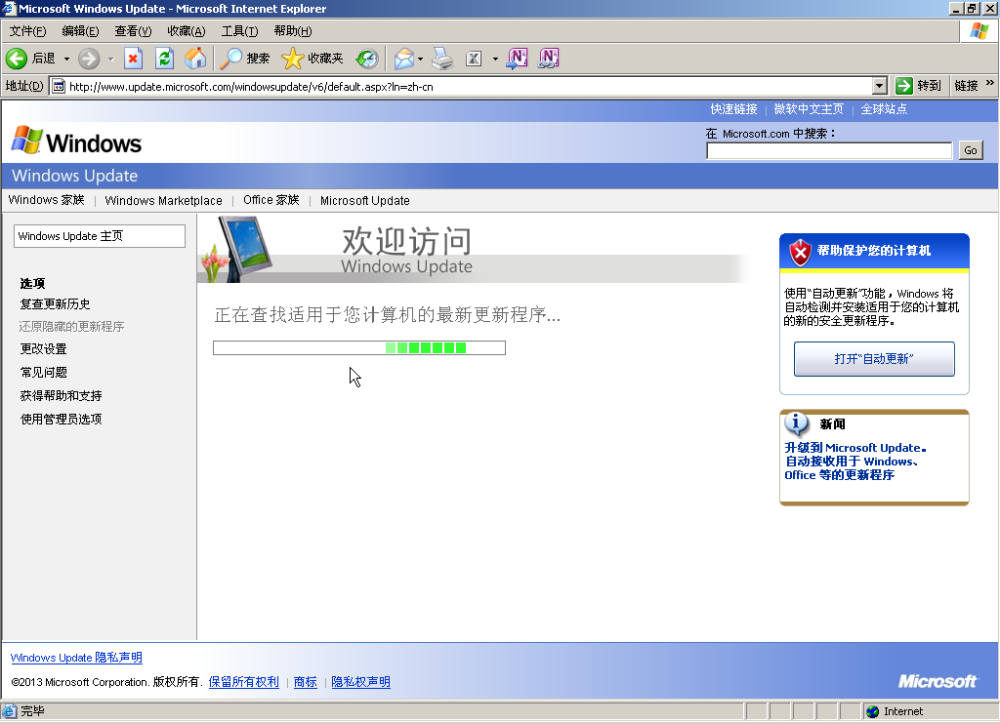 Microsoft Windows Update - Microsoft Internet Explorer
文件(F) 编辑(E) 查看(V) 收藏(A) 工具(T) 帮助(H)
后退 搜索 收藏夹
地址(D) http://www.update.microsoft.com/windowsupdate/v6/default.aspx?ln=zh-cn 转到 链接 »
快速链接 | 微软中文主页 | 全球站点
Windows
在 Microsoft.com 中搜索：
Go
Windows Update
Windows 家族 | Windows Marketplace | Office 家族 | Microsoft Update
Windows Update 主页
选项
复查更新历史
还原隐藏的更新程序
更改设置
常见问题
获得帮助和支持
使用管理员选项
欢迎访问
Windows Update
正在查找适用于您计算机的最新更新程序...
帮助保护您的计算机
使用“自动更新”功能，Windows 将
自动检测并安装适用于您的计算机
的新的安全更新程序。
打开“自动更新”
新闻
升级到 Microsoft Update。
自动接收用于 Windows、
Office 等的更新程序
Windows Update 隐私声明
©2013 Microsoft Corporation. 版权所有. 保留所有权利 | 商标 | 隐私权声明
Microsoft
完毕 Internet